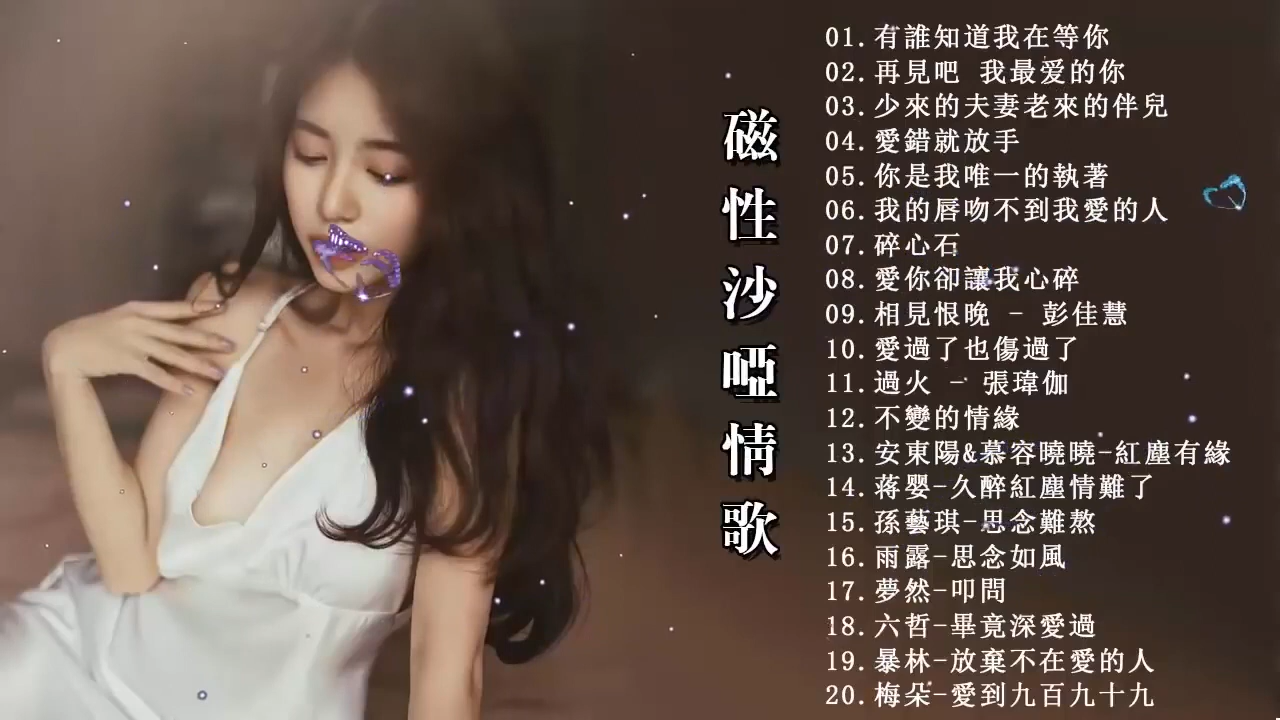 磁性沙啞情歌
01.有誰知道我在等你
02.再見吧 我最爱的你
03.少來的夫妻老來的伴兒
04.愛錯就放手
05.你是我唯一的執著
06.我的唇吻不到我愛的人
07.碎心石
08.愛你卻讓我心碎
09.相見恨晚 - 彭佳慧
10.愛過了也傷過了
11.過火 - 張瑋伽
12.不變的情緣
13.安東陽&慕容曉曉-紅塵有緣
14.蒋婴-久醉紅塵情難了
15.孫藝琪-思念難熬
16.雨露-思念如風
17.夢然-叩問
18.六哲-畢竟深愛過
19.暴林-放棄不在愛的人
20.梅朵-愛到九百九十九